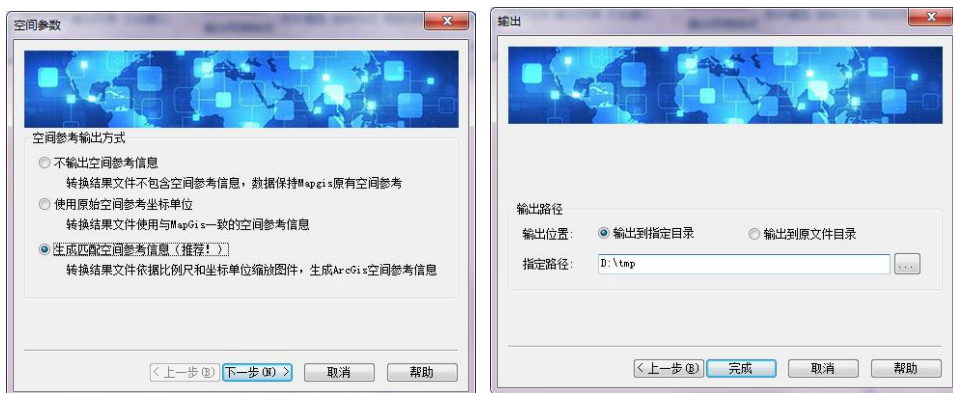 空间参数
空间参考输出方式
不输出空间参考信息
转换结果文件不包含空间参考信息，数据保持Mapgis原有空间参考
使用原始空间参考坐标单位
转换结果文件使用与MapGis一致的空间参考信息
生成匹配空间参考信息（推荐！）
转换结果文件依据比例尺和坐标单位缩放图件，生成ArcGis空间参考信息
<上一步(B) 下一步(N)> 取消 帮助
输出
输出路径
输出位置： 输出到指定目录 输出到原文件目录
指定路径： D:\tmp ...
<上一步(B) 完成 取消 帮助